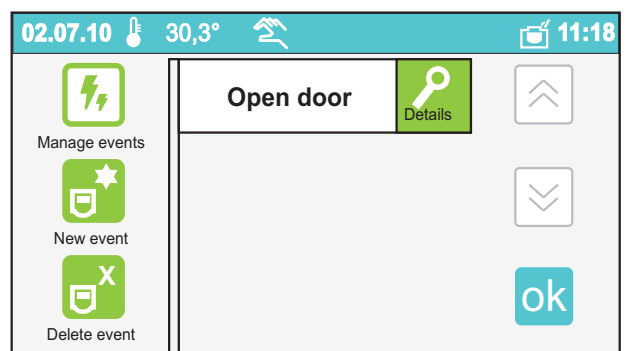 02.07.10 30,3° 11:18
Manage events
Open door
Details
New event
X
Delete event
ok